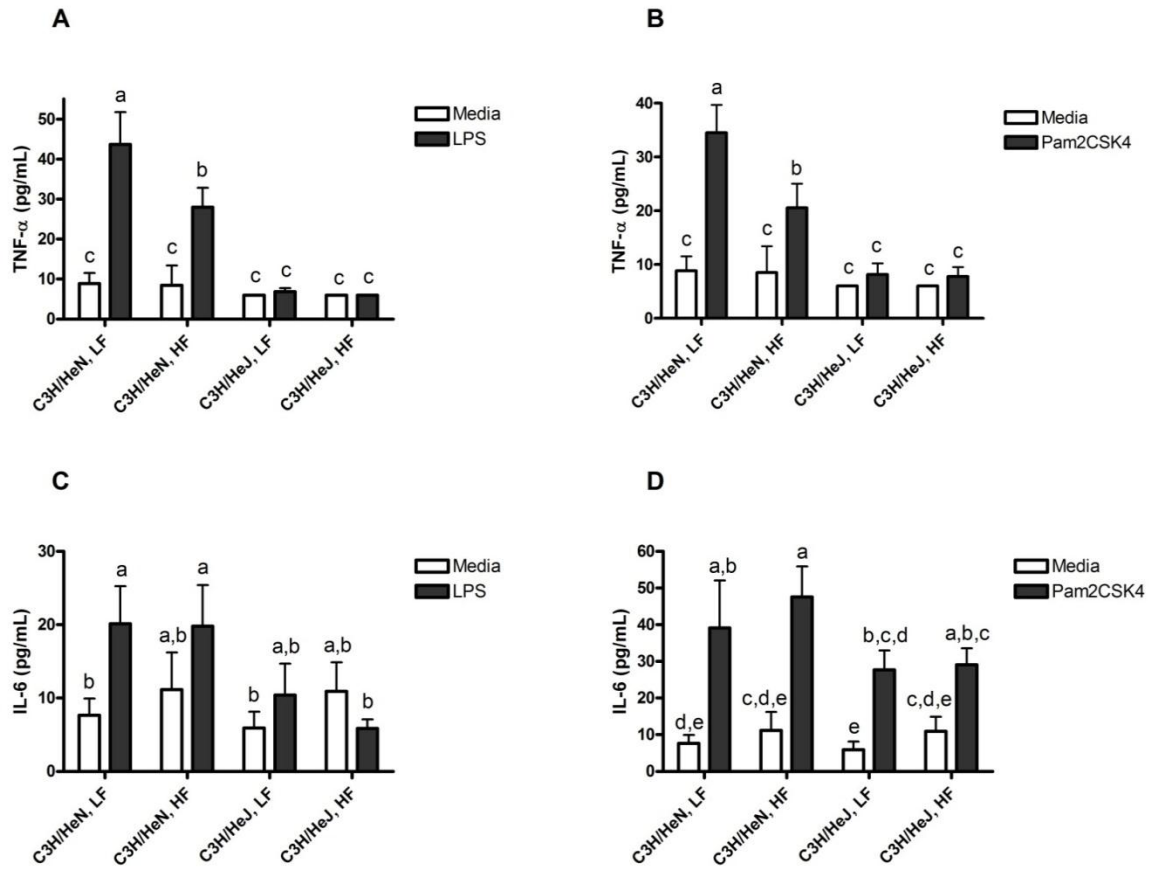 A
TNF-α (pg/mL)
50
40
30
20
10
0
a
b
c
c
c
c
c
c
Media
LPS
C3H/HeN, LF
C3H/HeN, HF
C3H/HeJ, LF
C3H/HeJ, HF
B
TNF-α (pg/mL)
40
30
20
10
0
a
b
c
c
c
c
c
c
Media
Pam2CSK4
C3H/HeN, LF
C3H/HeN, HF
C3H/HeJ, LF
C3H/HeJ, HF
C
IL-6 (pg/mL)
30
20
10
0
b
a
a,b
a
b
a,b
a,b
b
Media
LPS
C3H/HeN, LF
C3H/HeN, HF
C3H/HeJ, LF
C3H/HeJ, HF
D
IL-6 (pg/mL)
60
50
40
30
20
10
0
d,e
a,b
c,d,e
a
e
b,c,d
c,d,e
a,b,c
Media
Pam2CSK4
C3H/HeN, LF
C3H/HeN, HF
C3H/HeJ, LF
C3H/HeJ, HF